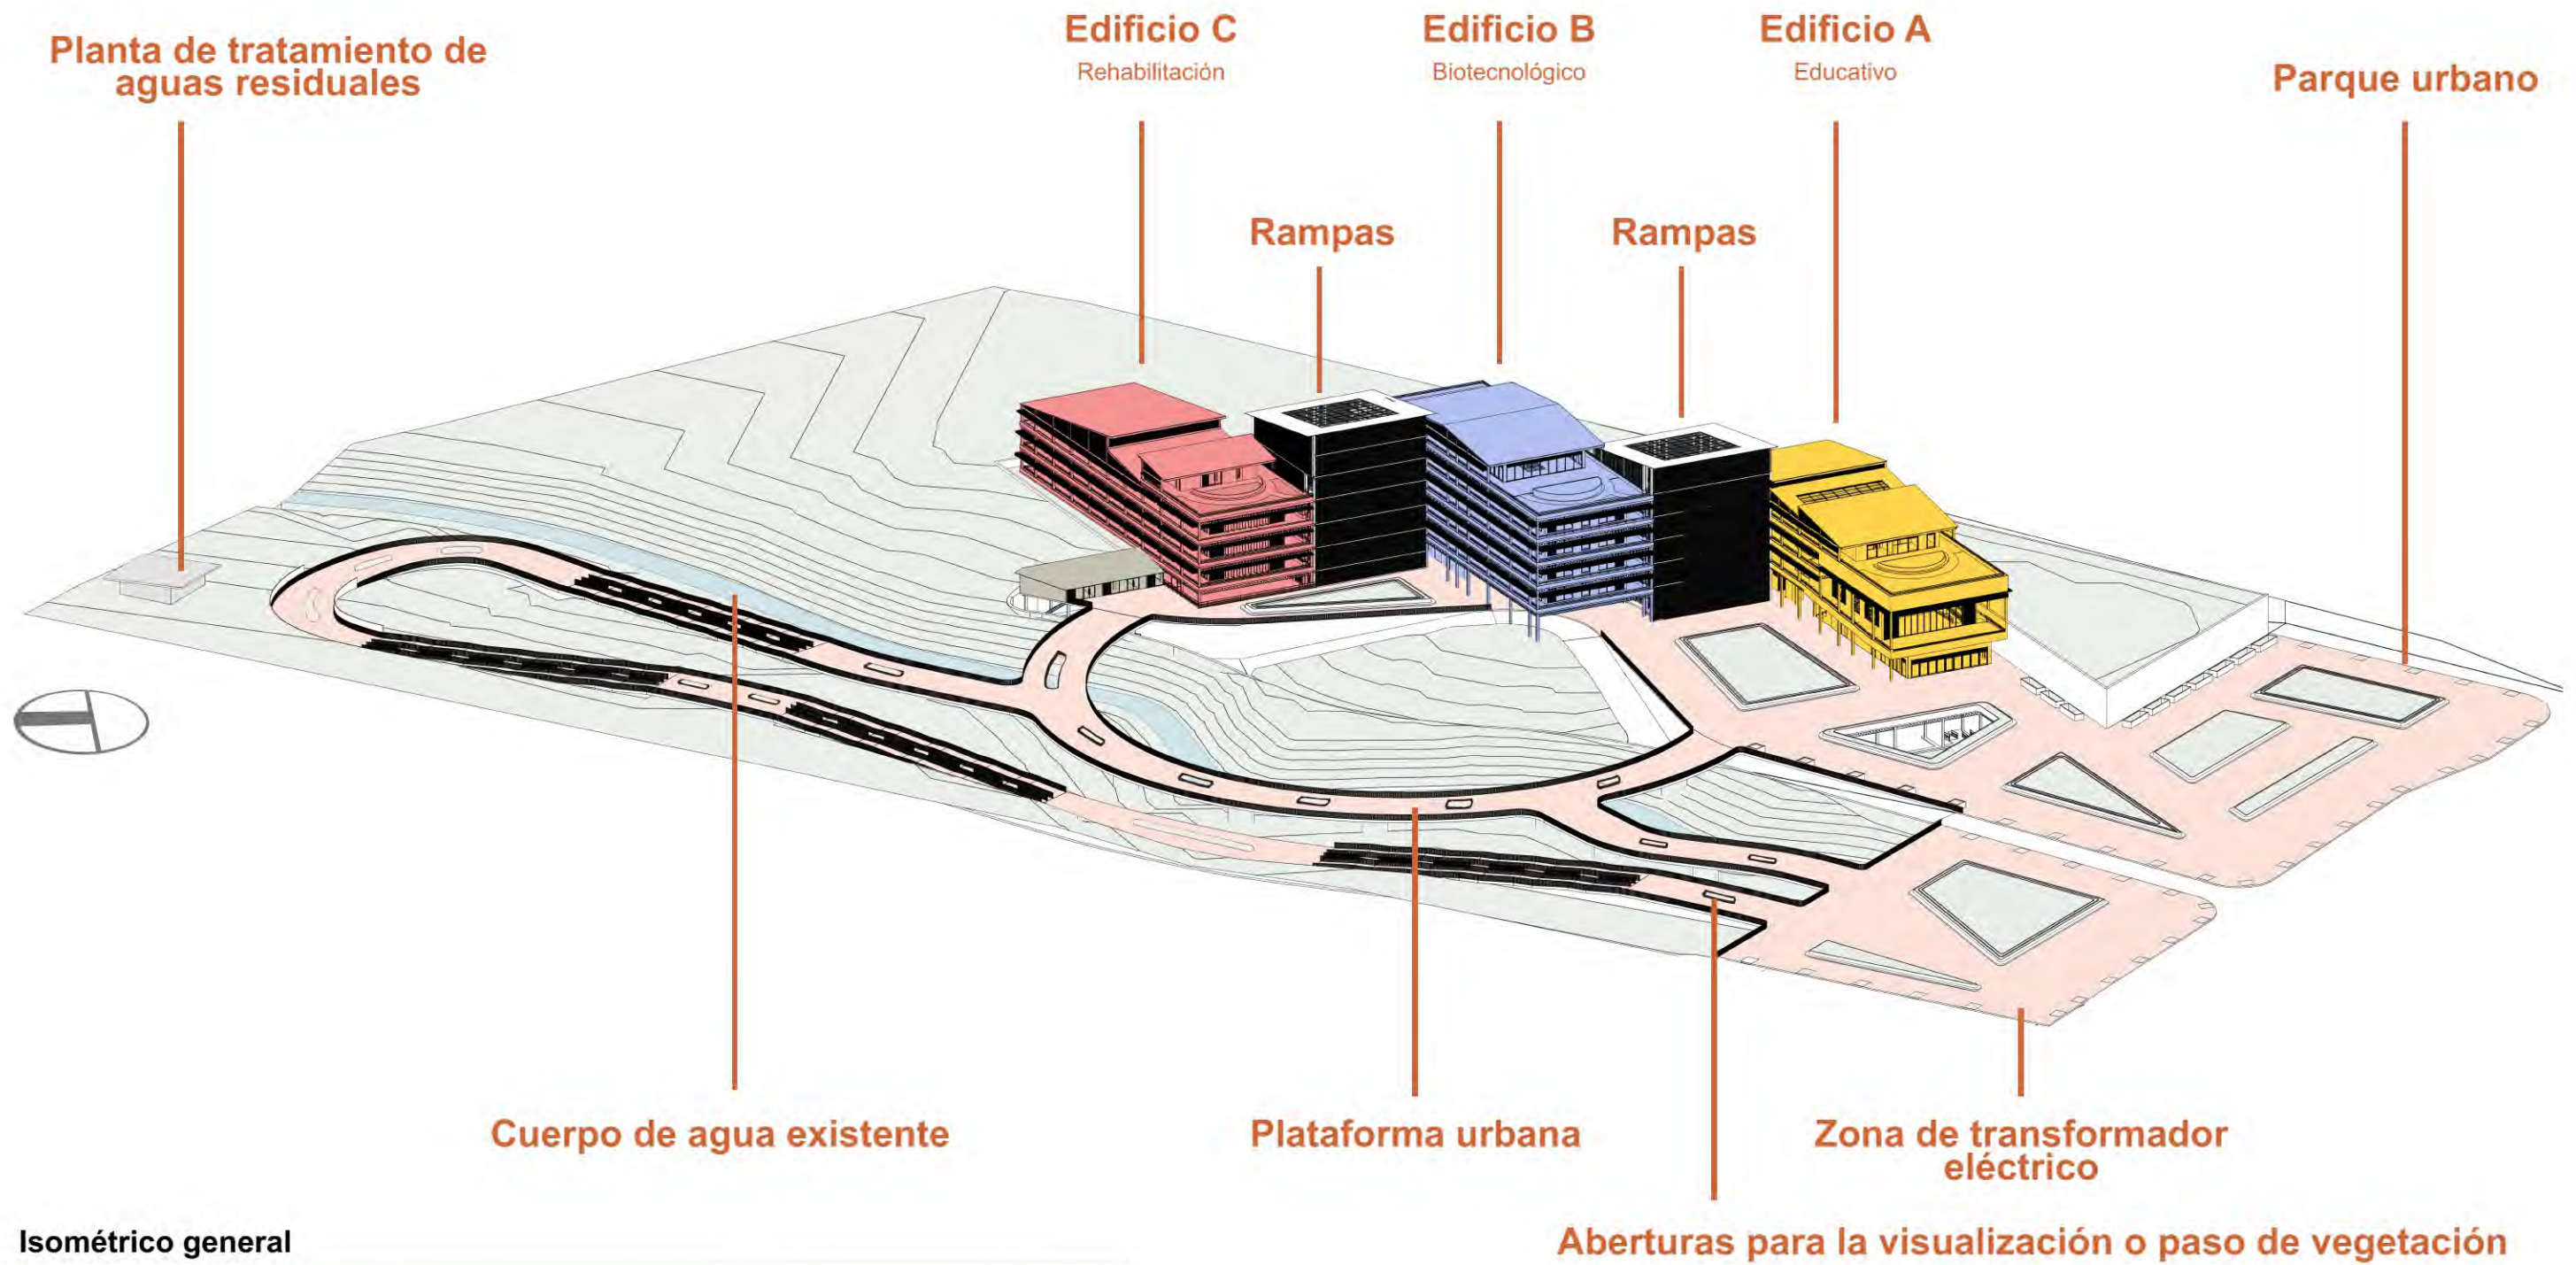 Edificio C
Rehabilitación
Edificio B
Biotecnológico
Edificio A
Educativo
Planta de tratamiento de
aguas residuales
Parque urbano
Rampas
Rampas
Cuerpo de agua existente
Plataforma urbana
Zona de transformador
eléctrico
Aberturas para la visualización o paso de vegetación
Isométrico general